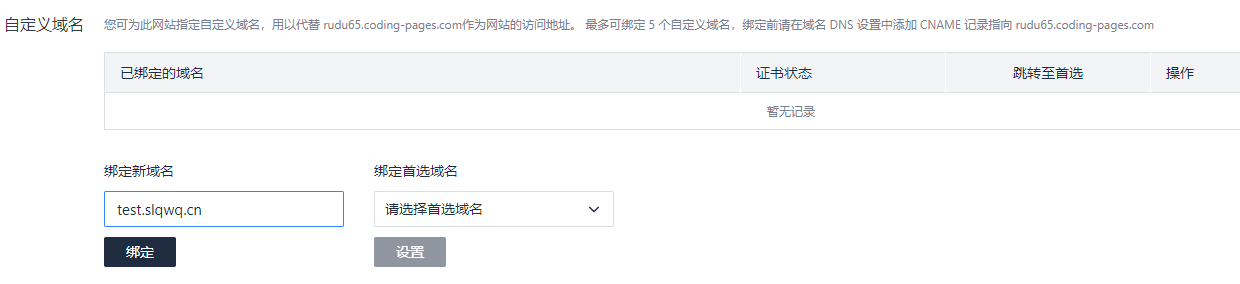 自定义域名
您可为此网站指定自定义域名，用以代替 rudu65.coding-pages.com作为网站的访问地址。 最多可绑定 5 个自定义域名，绑定前请在域名 DNS 设置中添加 CNAME 记录指向 rudu65.coding-pages.com
已绑定的域名 证书状态 跳转至首选 操作
暂无记录
绑定新域名 绑定首选域名
test.slqwq.cn 请选择首选域名
绑定 设置